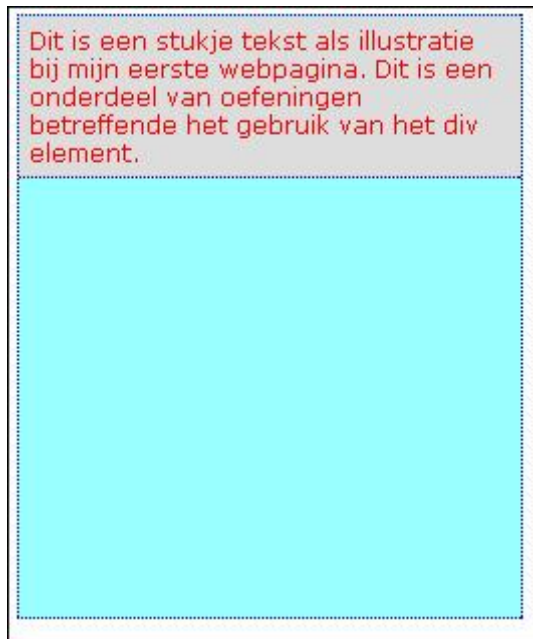 Dit is een stukje tekst als illustratie
bij mijn eerste webpagina. Dit is een
onderdeel van oefeningen
betreffende het gebruik van het div
element.